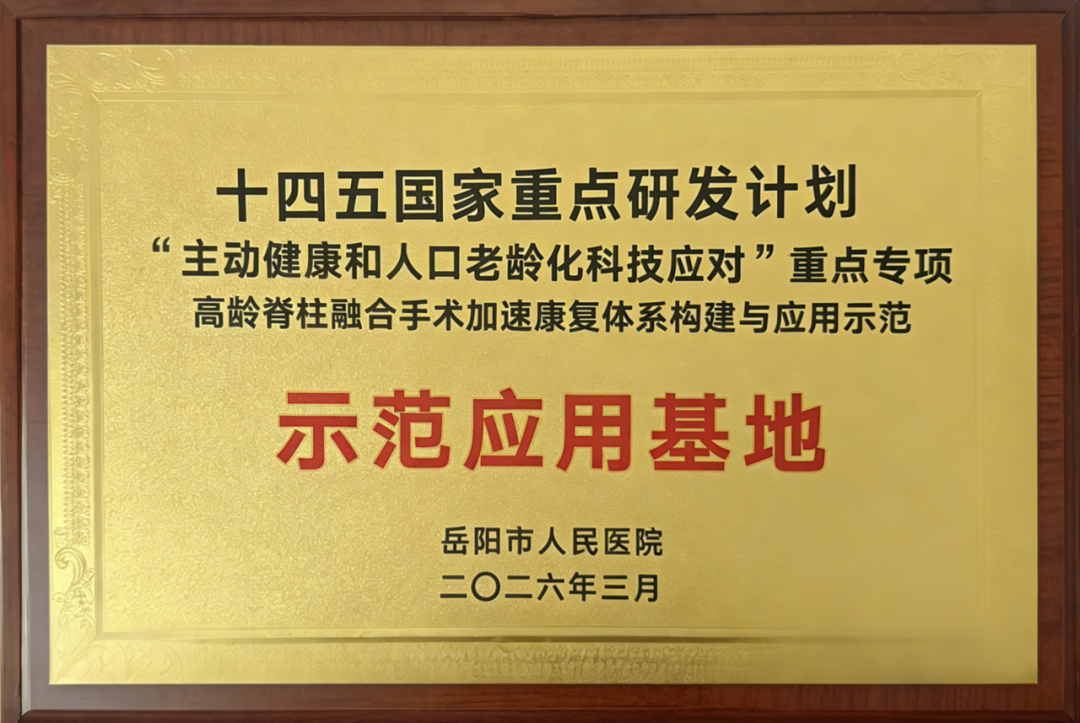 十四五国家重点研发计划
“主动健康和人口老龄化科技应对”重点专项
高龄脊柱融合手术加速康复体系构建与应用示范
示范应用基地
岳阳市人民医院
二〇二六年三月